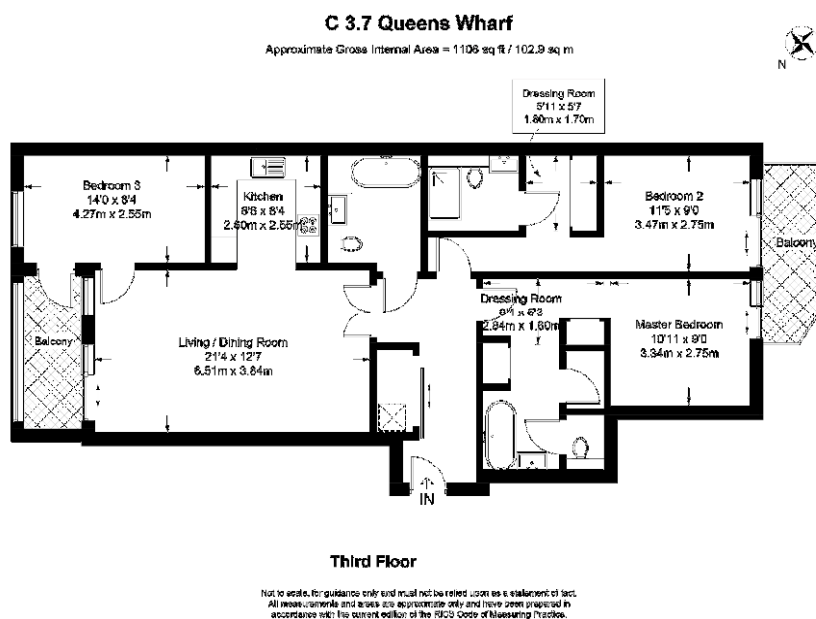 C 3.7 Queens Wharf
Approximate Gross Internal Area = 1106 sq ft / 102.9 sq m
N
Dressing Room
5'11 x 5'7
1.80m x 1.70m
Bedroom 3
14'0 x 8'4
4.27m x 2.55m
Kitchen
8'6 x 8'4
2.60m x 2.55m
Bedroom 2
11'5 x 9'0
3.47m x 2.75m
Balcony
Balcony
Living / Dining Room
21'4 x 12'7
6.51m x 3.84m
Dressing Room
x 5'3
2.84m x 1.60m
Master Bedroom
10'11 x 9'0
3.34m x 2.75m
IN
Third Floor
Not to scale, for guidance only and must not be relied upon as a statement of fact.
All measurements and areas are approximate only and have been prepared in
accordance with the current edition of the RICS Code of Measuring Practice.